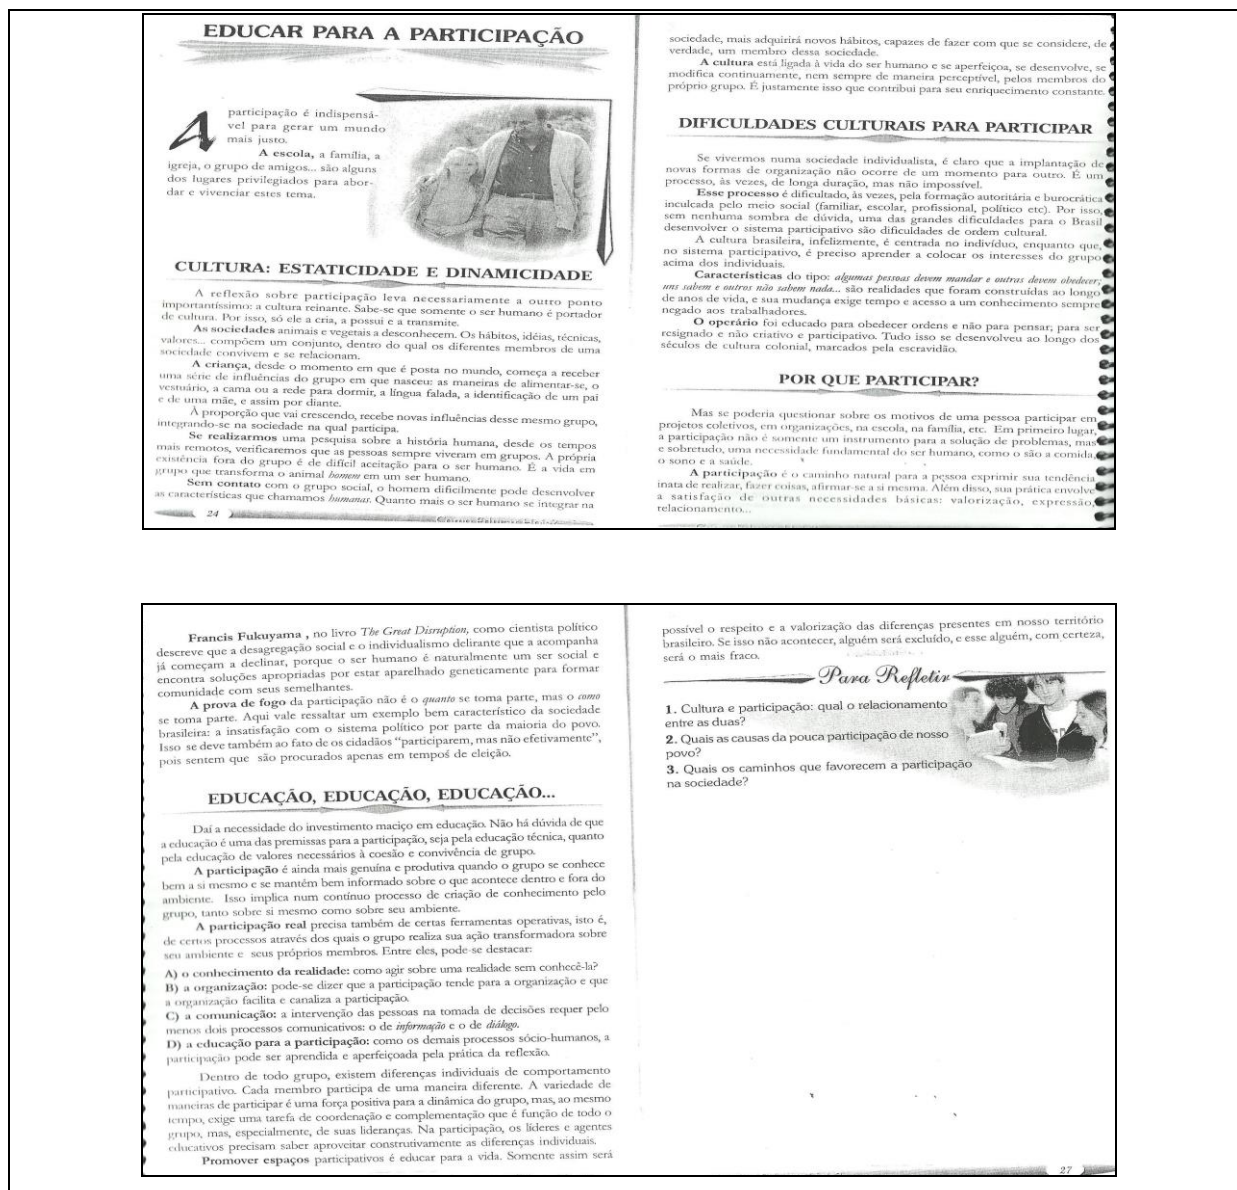 EDUCAR PARA A PARTICIPAÇÃO
A participação é indispensá-
vel para gerar um mundo
mais justo.
A escola, a família, a
igreja, o grupo de amigos... são alguns
dos lugares privilegiados para abor-
dar e vivenciar estes tema.
CULTURA: ESTATICIDADE E DINAMICIDADE
A reflexão sobre participação leva necessariamente a outro ponto
importantíssimo: a cultura reinante. Sabe-se que somente o ser humano é portador
de cultura. Por isso, só ele a cria, a possui e a transmite.
As sociedades animais e vegetais a desconhecem. Os hábitos, idéias, técnicas,
valores... compõem um conjunto, dentro do qual os diferentes membros de uma
sociedade convivem e se relacionam.
A criança, desde o momento em que é posta no mundo, começa a receber
uma série de influências do grupo em que nasceu: as maneiras de alimentar-se, o
vestuário, a cama ou a rede para dormir, a língua falada, a identificação de um pai
e de uma mãe, e assim por diante.
À proporção que vai crescendo, recebe novas influências desse mesmo grupo,
integrando-se na sociedade na qual participa.
Se realizarmos uma pesquisa sobre a história humana, desde os tempos
mais remotos, verificaremos que as pessoas sempre viveram em grupos. A própria
existência fora do grupo é de difícil aceitação para o ser humano. É a vida em
grupo que transforma o animal homem em um ser humano.
Sem contato com o grupo social, o homem dificilmente pode desenvolver
as características que chamamos humanas. Quanto mais o ser humano se integrar na
24
sociedade, mais adquirirá novos hábitos, capazes de fazer com que se considere, de
verdade, um membro dessa sociedade.
A cultura está ligada à vida do ser humano e se aperfeiçoa, se desenvolve, se
modifica continuamente, nem sempre de maneira perceptível, pelos membros do
próprio grupo. É justamente isso que contribui para seu enriquecimento constante.
DIFICULDADES CULTURAIS PARA PARTICIPAR
Se vivermos numa sociedade individualista, é claro que a implantação de
novas formas de organização não ocorre de um momento para outro. É um
processo, às vezes, de longa duração, mas não impossível.
Esse processo é dificultado, às vezes, pela formação autoritária e burocrática
inculcada pelo meio social (familiar, escolar, profissional, político etc). Por isso,
sem nenhuma sombra de dúvida, uma das grandes dificuldades para o Brasil
desenvolver o sistema participativo são dificuldades de ordem cultural.
A cultura brasileira, infelizmente, é centrada no indivíduo, enquanto que,
no sistema participativo, é preciso aprender a colocar os interesses do grupo
acima dos individuais.
Características do tipo: algumas pessoas devem mandar e outras devem obedecer;
uns sabem e outros não sabem nada... são realidades que foram construídas ao longo
de anos de vida, e sua mudança exige tempo e acesso a um conhecimento sempre
negado aos trabalhadores.
O operário foi educado para obedecer ordens e não para pensar; para ser
resignado e não criativo e participativo. Tudo isso se desenvolveu ao longo dos
séculos de cultura colonial, marcados pela escravidão.
POR QUE PARTICIPAR?
Mas se poderia questionar sobre os motivos de uma pessoa participar em
projetos coletivos, em organizações, na escola, na família, etc. Em primeiro lugar,
a participação não é somente um instrumento para a solução de problemas, mas
e sobretudo, uma necessidade fundamental do ser humano, como o são a comida,
o sono e a saúde.
A participação é o caminho natural para a pessoa exprimir sua tendência
inata de realizar, fazer coisas, afirmar-se a si mesma. Além disso, sua prática envolve
a satisfação de outras necessidades básicas: valorização, expressão,
relacionamento...
Francis Fukuyama , no livro The Great Disruption, como cientista político
descreve que a desagregação social e o individualismo delirante que a acompanha
já começam a declinar, porque o ser humano é naturalmente um ser social e
encontra soluções apropriadas por estar aparelhado geneticamente para formar
comunidade com seus semelhantes.
A prova de fogo da participação não é o quanto se toma parte, mas o como
se toma parte. Aqui vale ressaltar um exemplo bem característico da sociedade
brasileira: a insatisfação com o sistema político por parte da maioria do povo.
Isso se deve também ao fato de os cidadãos “participarem, mas não efetivamente”,
pois sentem que são procurados apenas em tempos de eleição.
EDUCAÇÃO, EDUCAÇÃO, EDUCAÇÃO...
Daí a necessidade do investimento maciço em educação. Não há dúvida de que
a educação é uma das premissas para a participação, seja pela educação técnica, quanto
pela educação de valores necessários à coesão e convivência de grupo.
A participação é ainda mais genuína e produtiva quando o grupo se conhece
bem a si mesmo e se mantém bem informado sobre o que acontece dentro e fora do
ambiente. Isso implica num contínuo processo de criação de conhecimento pelo
grupo, tanto sobre si mesmo como sobre seu ambiente.
A participação real precisa também de certas ferramentas operativas, isto é,
de certos processos através dos quais o grupo realiza sua ação transformadora sobre
seu ambiente e seus próprios membros. Entre eles, pode-se destacar:
A) o conhecimento da realidade: como agir sobre uma realidade sem conhecê-la?
B) a organização: pode-se dizer que a participação tende para a organização e que
a organização facilita e canaliza a participação.
C) a comunicação: a intervenção das pessoas na tomada de decisões requer pelo
menos dois processos comunicativos: o de informação e o de diálogo.
D) a educação para a participação: como os demais processos sócio-humanos, a
participação pode ser aprendida e aperfeiçoada pela prática da reflexão.
Dentro de todo grupo, existem diferenças individuais de comportamento
participativo. Cada membro participa de uma maneira diferente. A variedade de
maneiras de participar é uma força positiva para a dinâmica do grupo, mas, ao mesmo
tempo, exige uma tarefa de coordenação e complementação que é função de todo o
grupo, mas, especialmente, de suas lideranças. Na participação, os líderes e agentes
educativos precisam saber aproveitar construtivamente as diferenças individuais.
Promover espaços participativos é educar para a vida. Somente assim será
possível o respeito e a valorização das diferenças presentes em nosso território
brasileiro. Se isso não acontecer, alguém será excluído, e esse alguém, com certeza,
será o mais fraco.
Para Refletir
1. Cultura e participação: qual o relacionamento
entre as duas?
2. Quais as causas da pouca participação de nosso
povo?
3. Quais os caminhos que favorecem a participação
na sociedade?
27